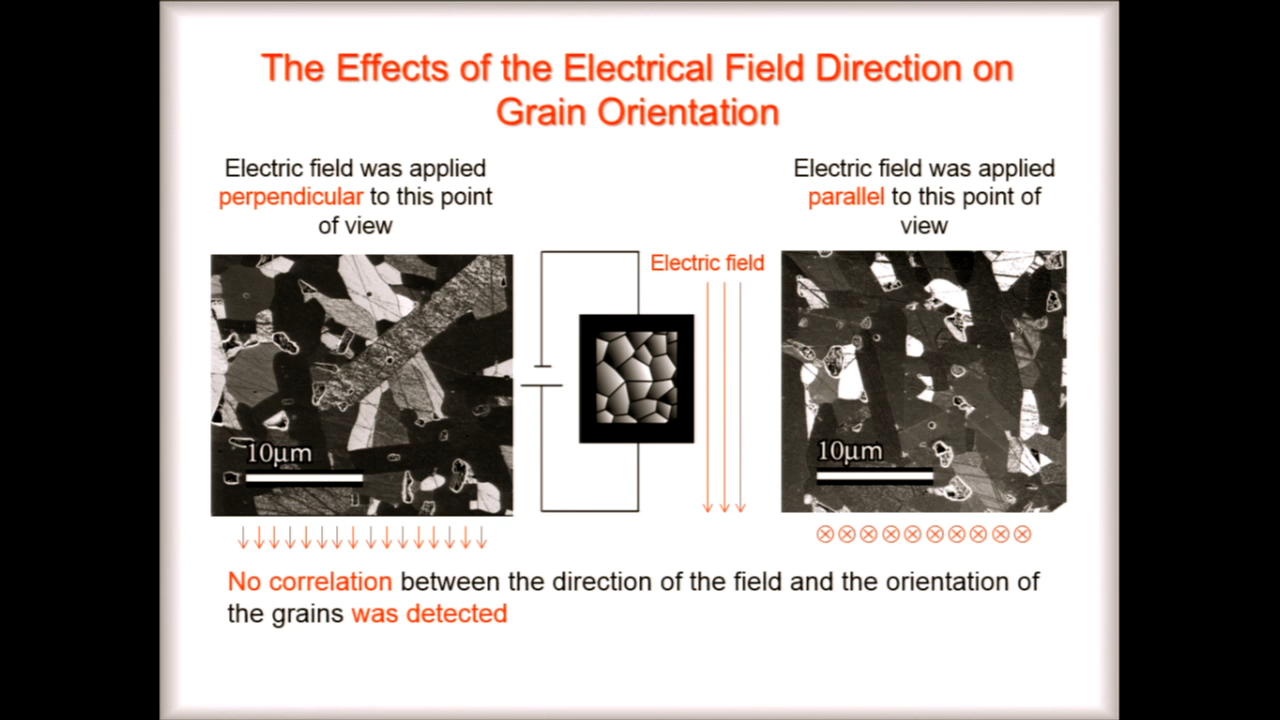 The Effects of the Electrical Field Direction on
Grain Orientation
Electric field was applied
perpendicular to this point
of view
Electric field was applied
parallel to this point of
view
Electric field
10μm
10μm
No correlation between the direction of the field and the orientation of
the grains was detected